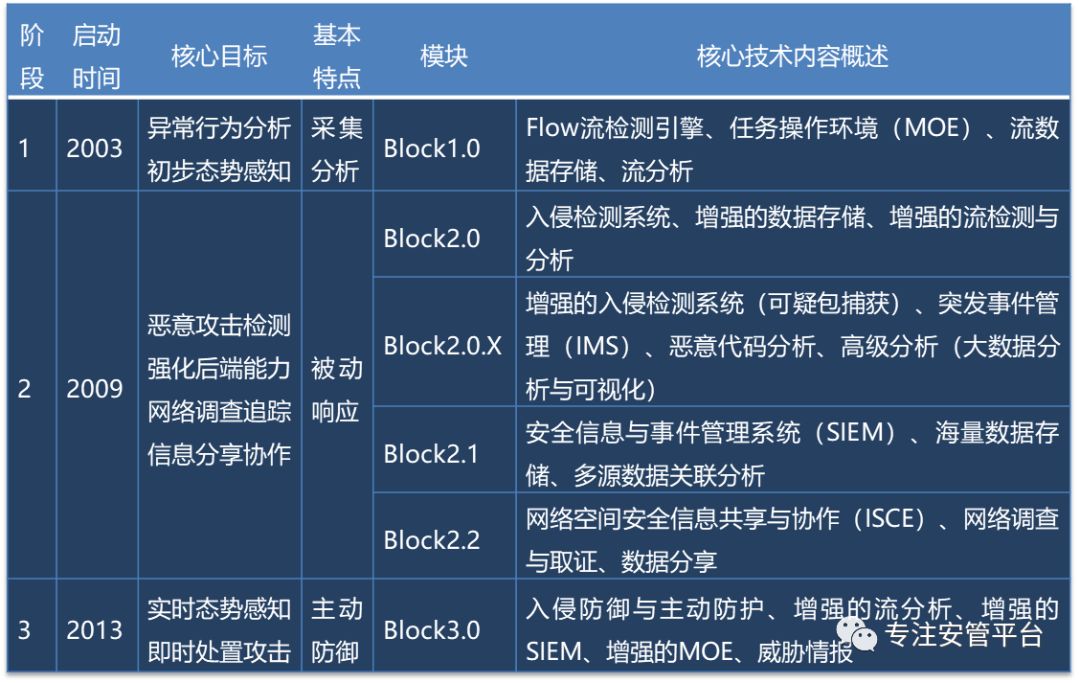 阶段 启动时间 核心目标 基本特点 模块 核心技术内容概述
1 2003 异常行为分析 采集 Block1.0 Flow流检测引擎、任务操作环境（MOE）、流数
初步态势感知 分析 据存储、流分析
2 2009 恶意攻击检测
强化后端能力 被动
网络调查追踪 响应
信息分享协作
Block2.0 入侵检测系统、增强的数据存储、增强的流检测与
分析
Block2.0.X 增强的入侵检测系统（可疑包捕获）、突发事件管
理（IMS）、恶意代码分析、高级分析（大数据分
析与可视化）
Block2.1 安全信息与事件管理系统（SIEM）、海量数据存
储、多源数据关联分析
Block2.2 网络空间安全信息共享与协作（ISCE）、网络调查
与取证、数据分享
3 2013 实时态势感知 主动 Block3.0 入侵防御与主动防护、增强的流分析、增强的
即时处置攻击 防御 SIEM、增强的MOE、威胁情报
专注安管平台